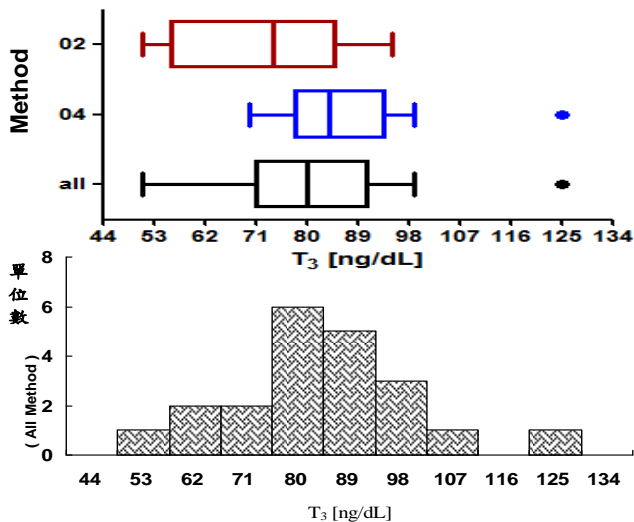 Method
02
04
all
44 53 62 71 80 89 98 107 116 125 134
T₃ [ng/dL]
單位數
( All Method )
8
6
4
2
0
44 53 62 71 80 89 98 107 125 134
T₃ [ng/dL]